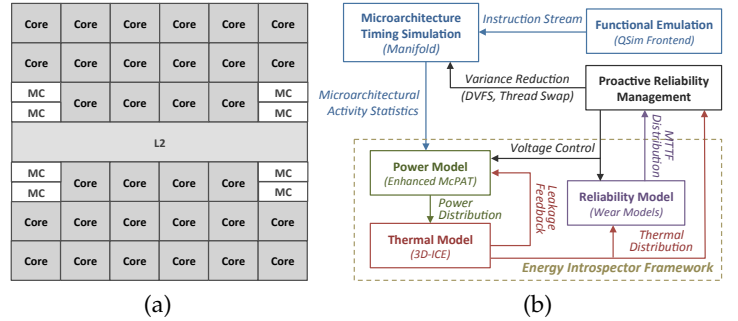 Core Core Core Core Core Core
Core Core Core Core Core Core
MC Core Core Core Core MC
MC MC
L2
MC Core Core Core Core MC
MC MC
Core Core Core Core Core Core
Core Core Core Core Core Core
(a)
Microarchitecture
Timing Simulation
(Manifold)
Instruction Stream
Functional Emulation
(QSim Frontend)
Variance Reduction
(DVFS, Thread Swap)
Proactive Reliability
Management
Microarchitectural
Activity Statistics
MTTF
Distribution
Voltage Control
Power Model
(Enhanced McPAT)
Leakage
Feedback
Reliability Model
(Wear Models)
Power
Distribution
Thermal Model
(3D-ICE)
Thermal
Distribution
Energy Introspector Framework
(b)